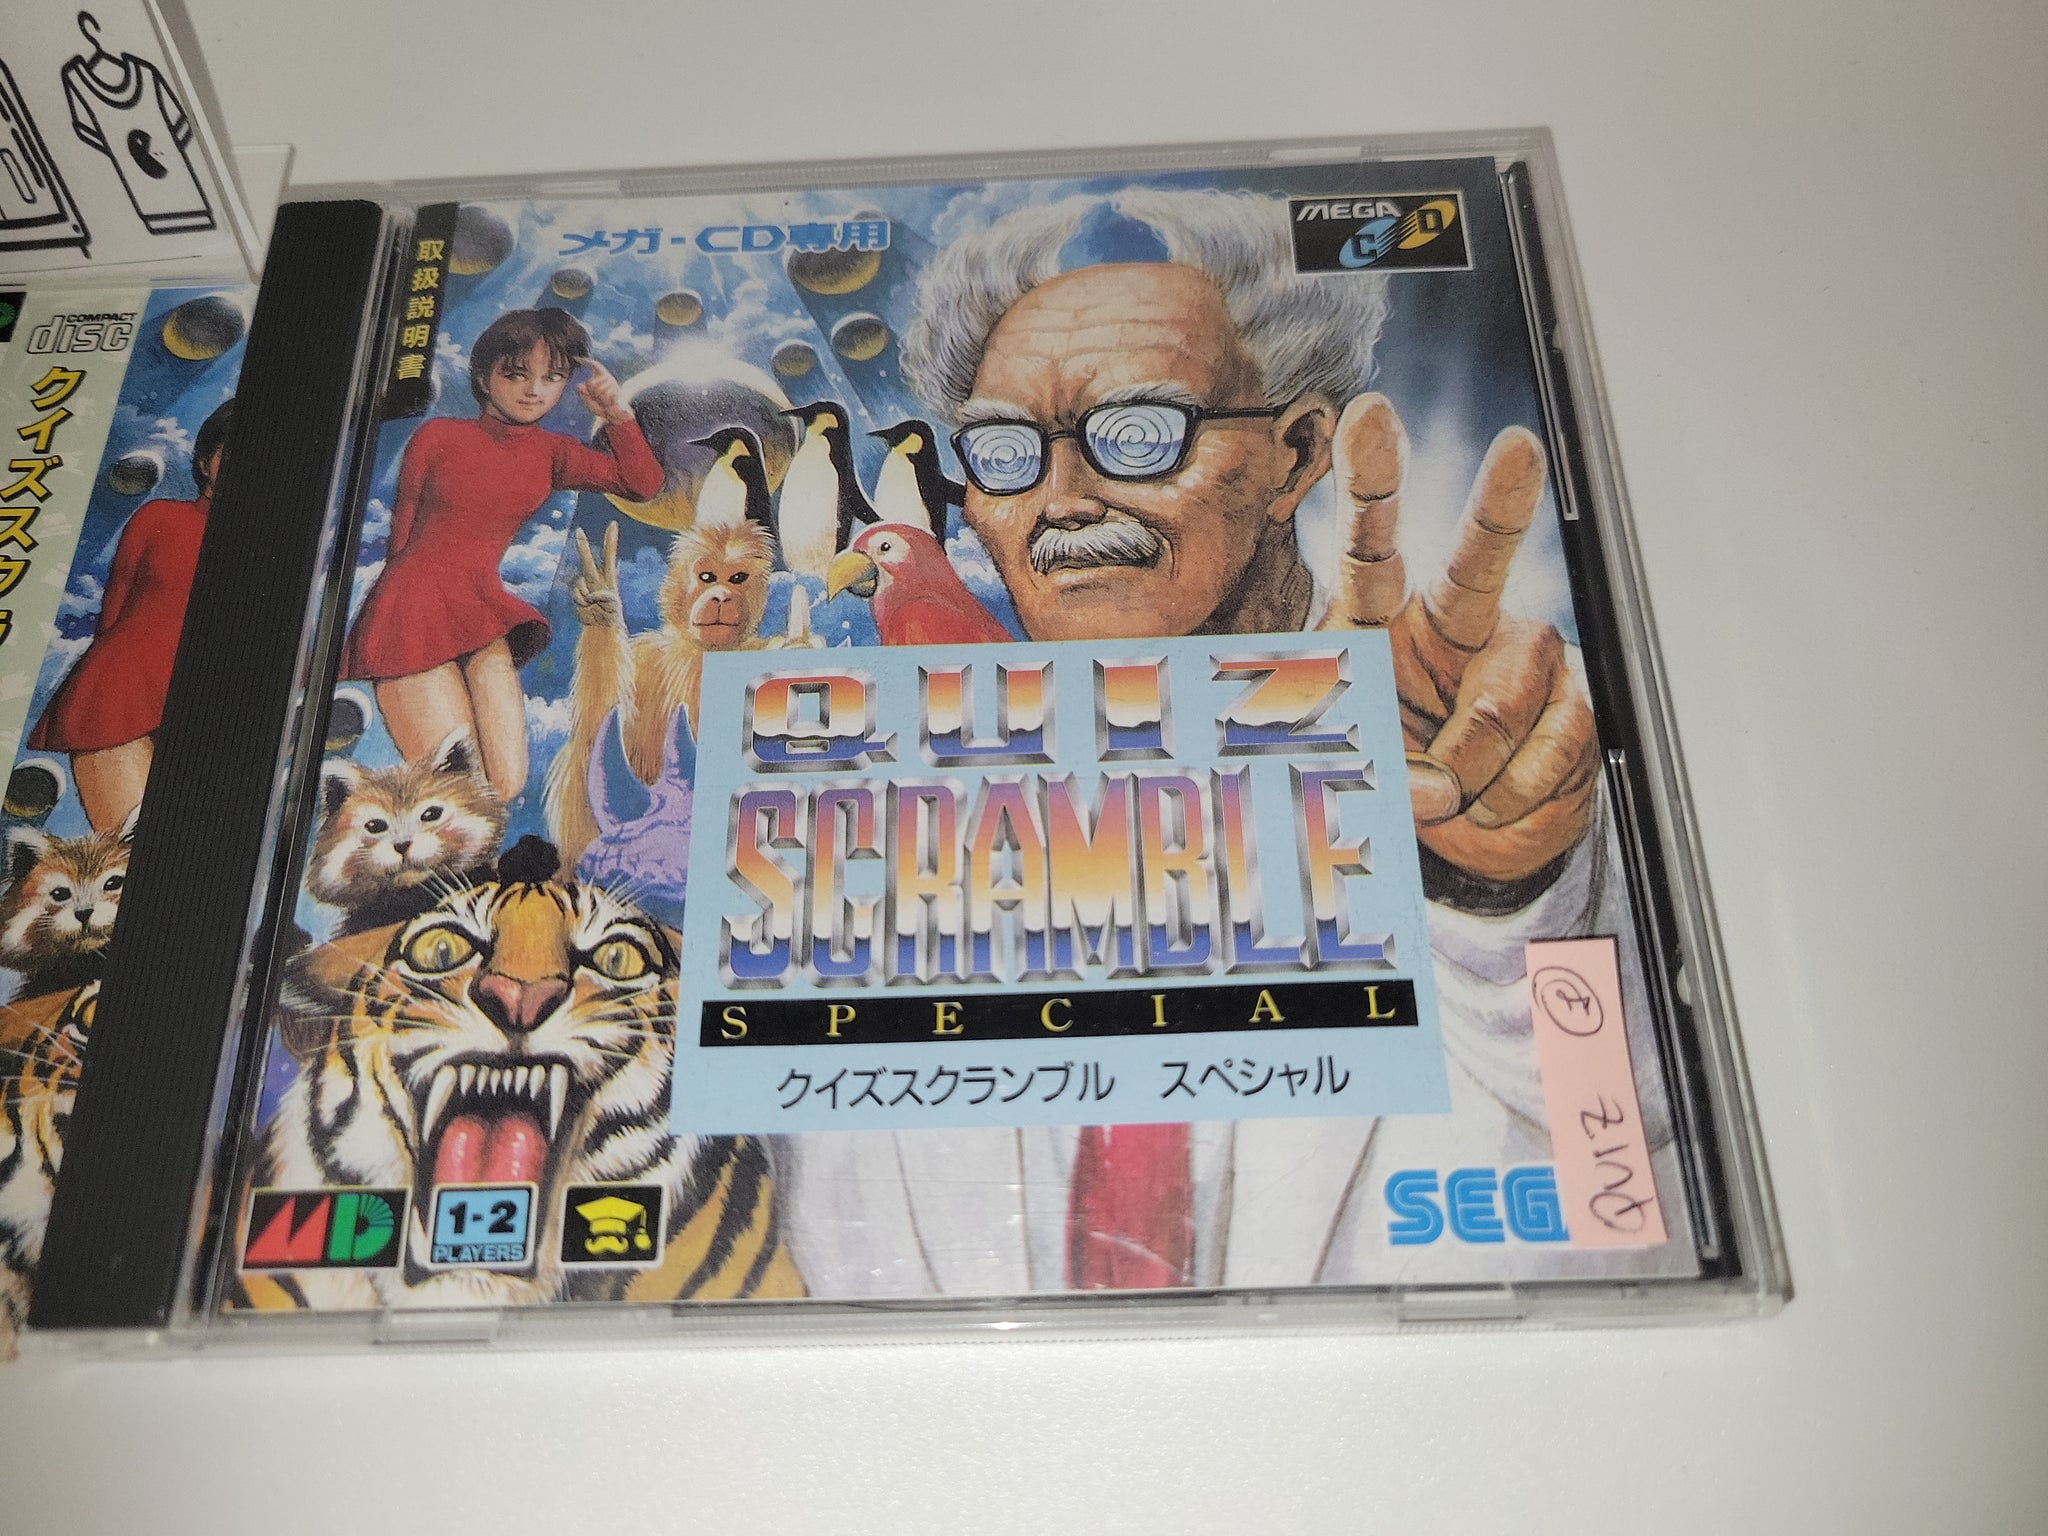 COMPACT
disc
クイズスクラ
取扱説明書
メガ-CD専用
MEGA
CD
QUIZ
SCRAMBLE
SPECIAL
クイズスクランブル スペシャル
MD
1-2
PLAYERS
SEG
QUIZ